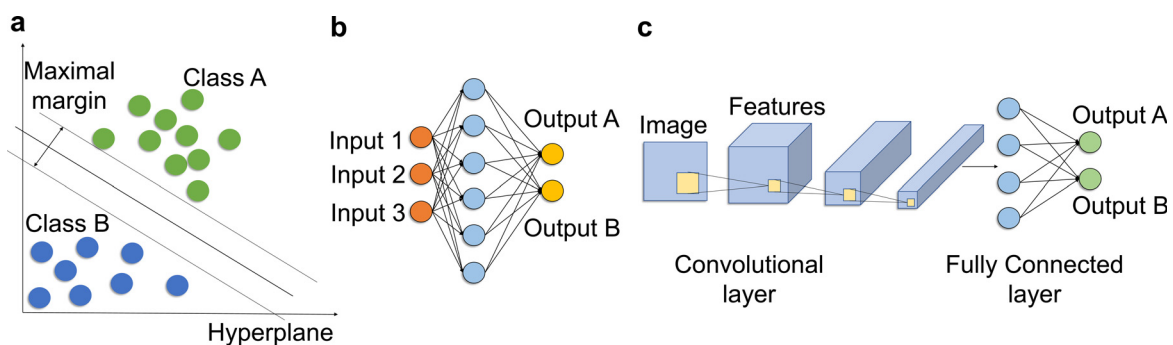 a
Maximal
margin
Class A
Class B
Hyperplane
b
Input 1
Input 2
Input 3
Output A
Output B
c
Image
Features
Convolutional
layer
Output A
Output B
Fully Connected
layer